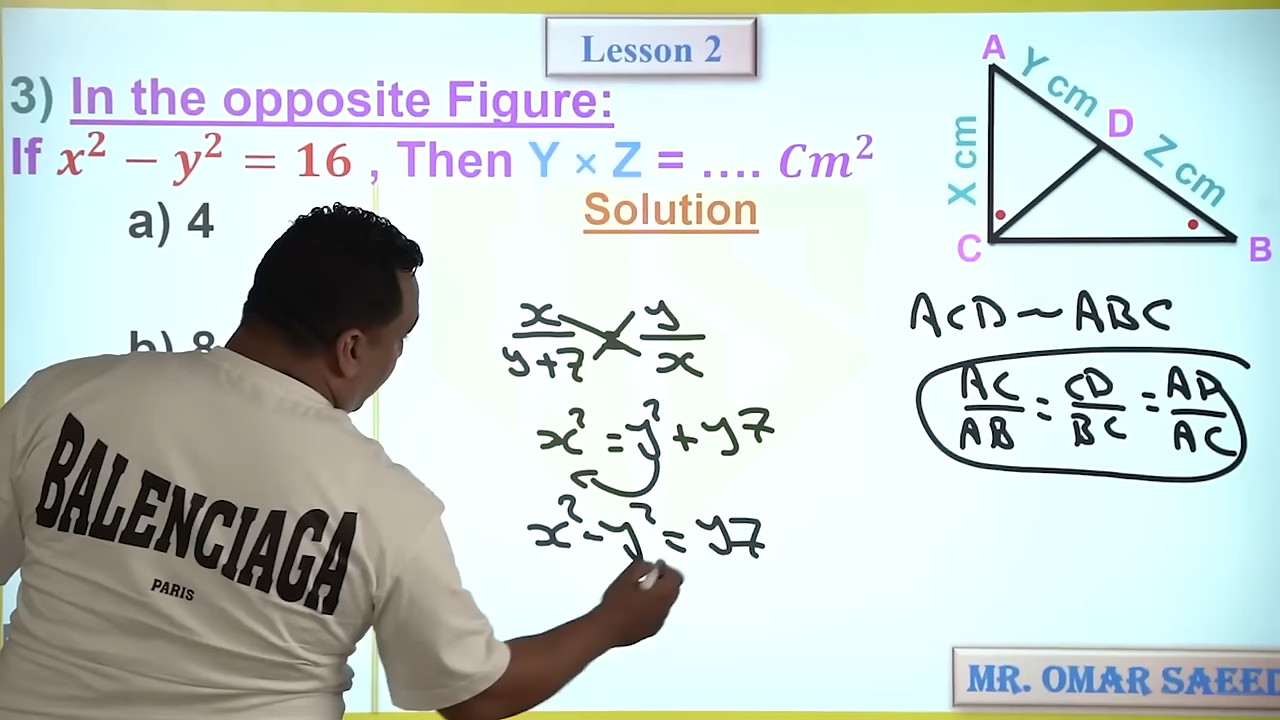 Lesson 2
3) In the opposite Figure:
If x² − y² = 16 , Then Y × Z = .... Cm²
a) 4
b) 8
Solution
A
Y cm
D
Z cm
X cm
C
B
ACD ~ ABC
AC/AB = CD/BC = AD/AC
x/y+z y/x
x² = y² + yz
x² - y² = yz
BALENCIAGA
PARIS
MR. OMAR SAEED